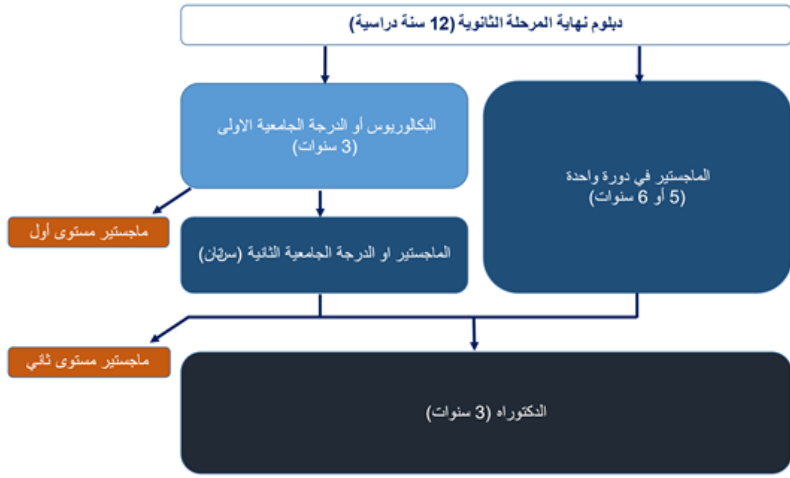 دبلوم نهاية المرحلة الثانوية (12 سنة دراسية)
البكالوريوس أو الدرجة الجامعية الاولى
(3 سنوات)
الماجستير في دورة واحدة
(5 أو 6 سنوات)
ماجستير مستوى أول
الماجستير او الدرجة الجامعية الثانية
ماجستير مستوى ثاني
الدكتوراه (3 سنوات)